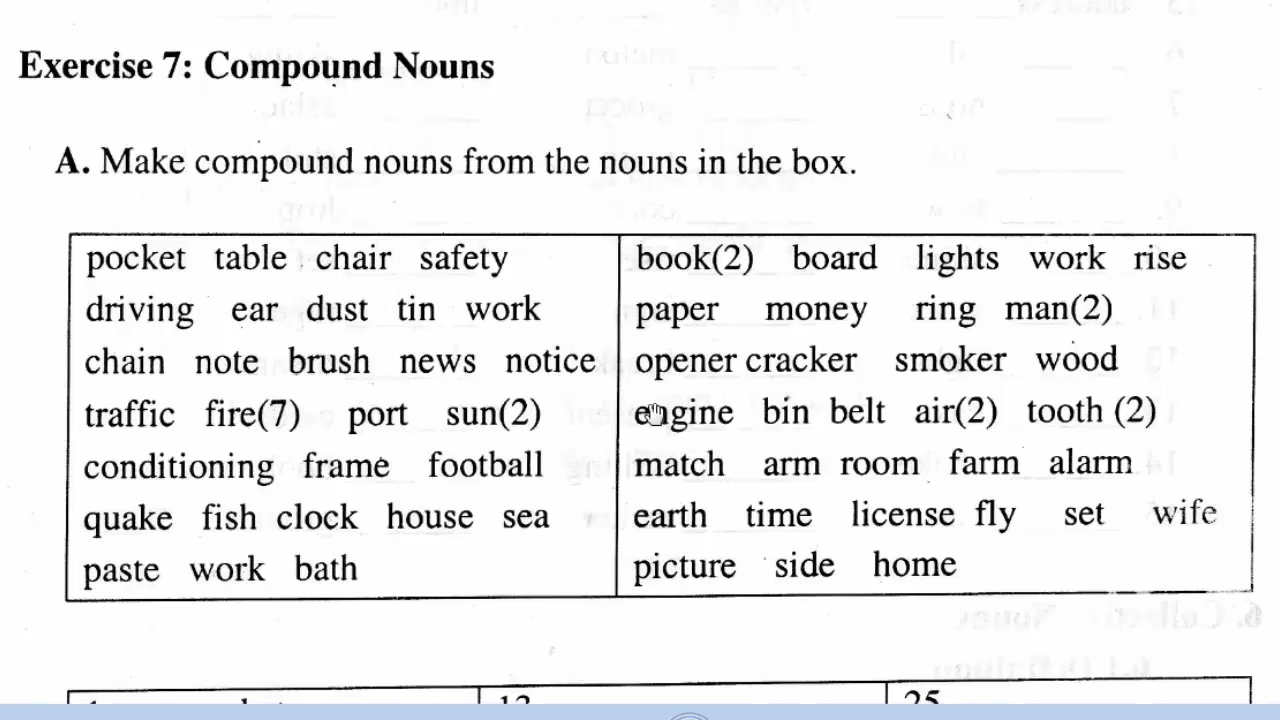 Exercise 7: Compound Nouns
A. Make compound nouns from the nouns in the box.
pocket table chair safety
driving ear dust tin work
chain note brush news notice
traffic fire(7) port sun(2)
conditioning frame football
quake fish clock house sea
paste work bath
book(2) board lights work rise
paper money ring man(2)
opener cracker smoker wood
engine bin belt air(2) tooth (2)
match arm room farm alarm
earth time license fly set wife
picture side home